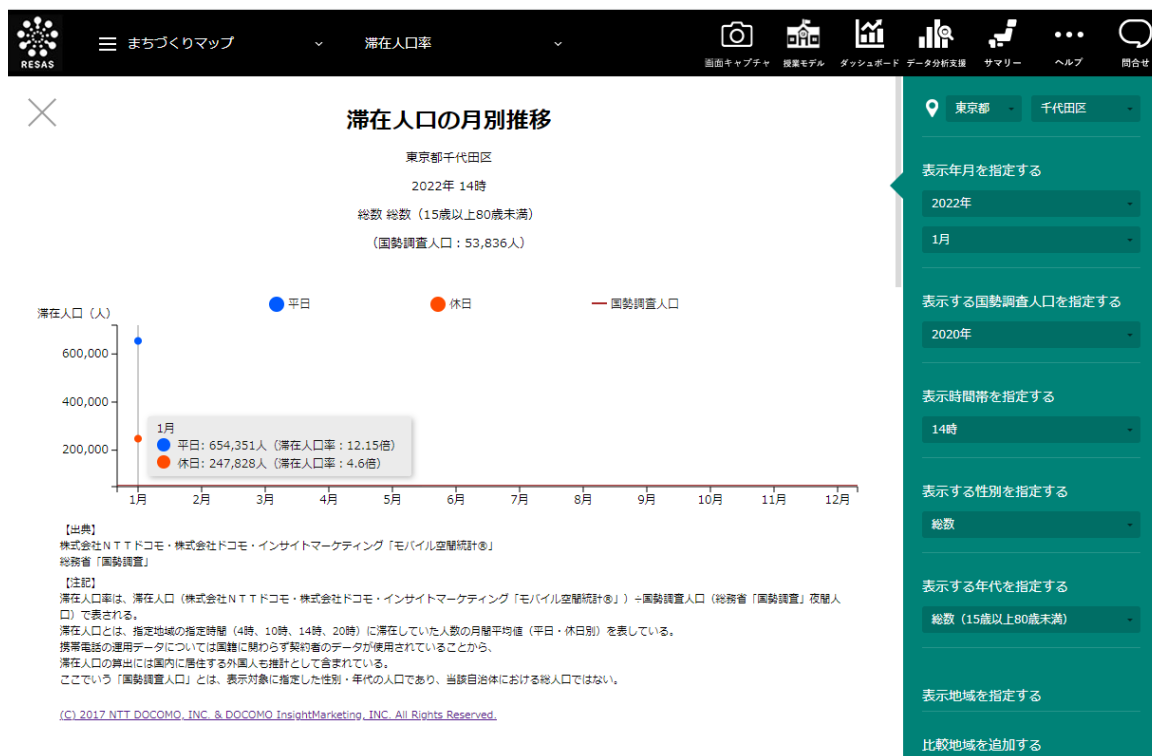 RESAS
まちづくりマップ
滞在人口率
画面キャプチャ
授業モデル
ダッシュボード
データ分析支援
サマリー
ヘルプ
問合せ
滞在人口の月別推移
東京都千代田区
2022年 14時
総数 総数（15歳以上80歳未満）
（国勢調査人口：53,836人）
平日
休日
国勢調査人口
滞在人口（人）
600,000
400,000
200,000
1月
平日: 654,351人（滞在人口率：12.15倍）
休日: 247,828人（滞在人口率：4.6倍）
1月 2月 3月 4月 5月 6月 7月 8月 9月 10月 11月 12月
【出典】
株式会社ＮＴＴドコモ・株式会社ドコモ・インサイトマーケティング「モバイル空間統計®」
総務省「国勢調査」
【注記】
滞在人口率は、滞在人口（株式会社ＮＴＴドコモ・株式会社ドコモ・インサイトマーケティング「モバイル空間統計®」）÷国勢調査人口（総務省「国勢調査」夜間人
口）で表される。
滞在人口とは、指定地域の指定時間（4時、10時、14時、20時）に滞在していた人数の月間平均値（平日・休日別）を表している。
携帯電話の運用データについては国籍に関わらず契約者のデータが使用されていることから、
滞在人口の算出には国内に居住する外国人も推計として含まれている。
ここでいう「国勢調査人口」とは、表示対象に指定した性別・年代の人口であり、当該自治体における総人口ではない。
(C) 2017 NTT DOCOMO, INC. & DOCOMO InsightMarketing, INC. All Rights Reserved.
東京都 千代田区
表示年月を指定する
2022年
1月
表示する国勢調査人口を指定する
2020年
表示時間帯を指定する
14時
表示する性別を指定する
総数
表示する年代を指定する
総数（15歳以上80歳未満）
表示地域を指定する
比較地域を追加する